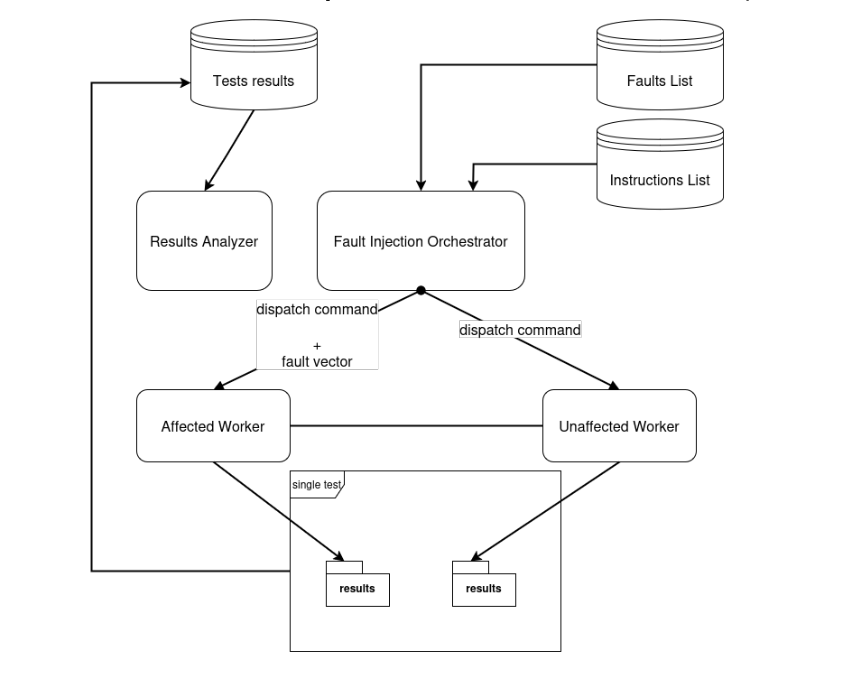 Tests results
Faults List
Instructions List
Results Analyzer
Fault Injection Orchestrator
dispatch command
+
fault vector
dispatch command
Affected Worker
Unaffected Worker
single test
results
results